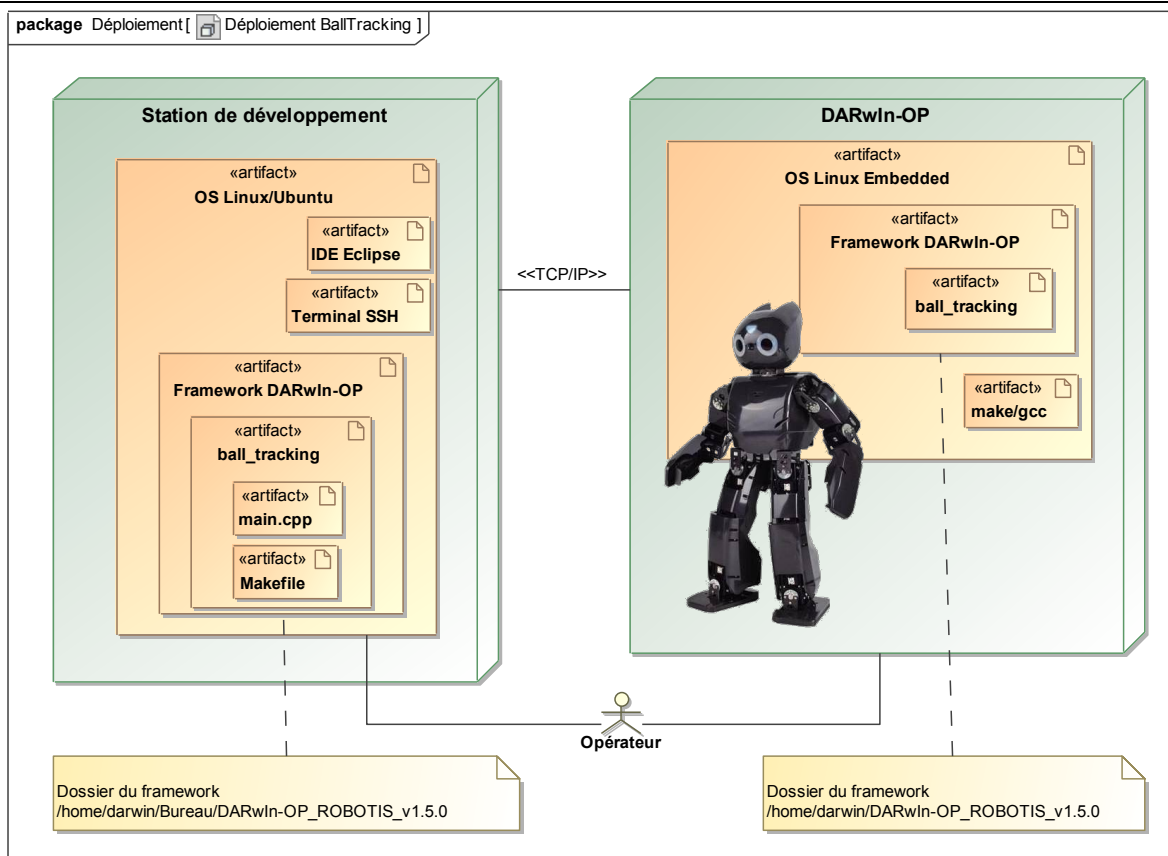 package Déploiement [ Déploiement BallTracking ]
Station de développement
«artifact»
OS Linux/Ubuntu
«artifact»
IDE Eclipse
«artifact»
Terminal SSH
«artifact»
Framework DARwIn-OP
«artifact»
ball_tracking
«artifact»
main.cpp
«artifact»
Makefile
<<TCP/IP>>
DARwIn-OP
«artifact»
OS Linux Embedded
«artifact»
Framework DARwIn-OP
«artifact»
ball_tracking
«artifact»
make/gcc
Opérateur
Dossier du framework
/home/darwin/Bureau/DARwIn-OP_ROBOTIS_v1.5.0
Dossier du framework
/home/darwin/DARwIn-OP_ROBOTIS_v1.5.0